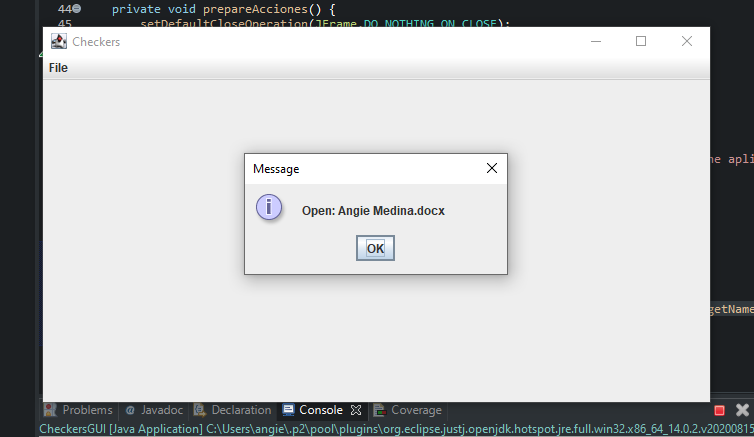 44 private void prepareAcciones() {
45 setDefaultCloseOperation(JFrame.DO_NOTHING_ON_CLOSE);
Checkers
File
ne apli
Message
Open: Angie Medina.docx
OK
getName
Problems Javadoc Declaration Console Coverage
CheckersGUI [Java Application] C:\Users\angie\.p2\pool\plugins\org.eclipse.justj.openjdk.hotspot.jre.full.win32.x86_64_14.0.2.v2020081